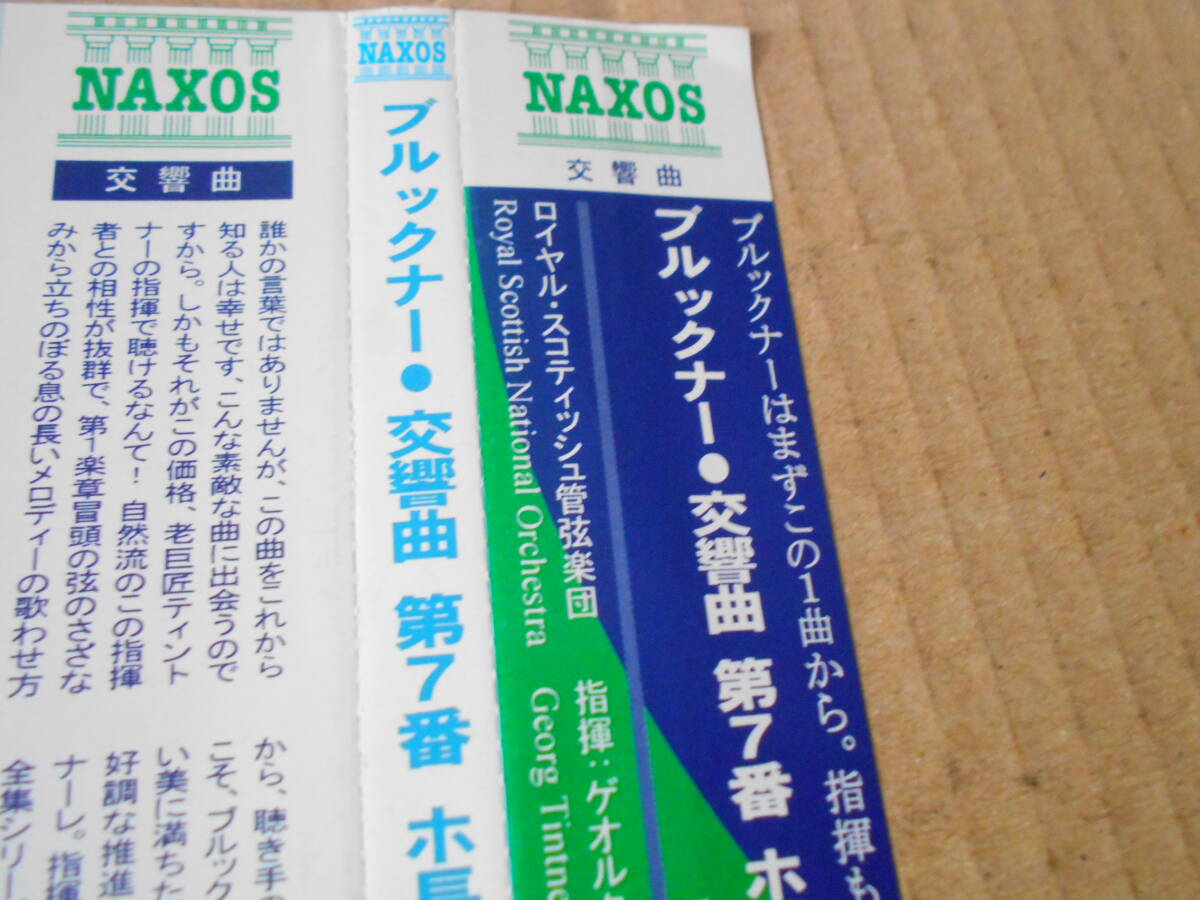 NAXOS
交響曲
誰かの言葉ではありませんが、この曲をこれから
知る人は幸せです、こんな素敵な曲に出会うので
すから。しかもそれがこの価格、老巨匠ティント
ナーの指揮で聴けるなんて! 自然流のこの指揮
者との相性が抜群で、第1楽章冒頭の弦のさざな
みから立ちのぼる息の長いメロディーの歌わせ方
から、聴き手の
こそ、ブルック
い美に満ちた
好調な推進
ナーレ。指揮
全集シリー
NAXOS
ブルックナー●交響曲 第7番 ホ長
NAXOS
交響曲
ブルックナーはまずこの1曲から。指揮ち
ブルックナー●交響曲 第7番 ホ
ロイヤル・スコティッシュ管弦楽団 指揮:ゲオルク
Royal Scottish National Orchestra Georg Tintne